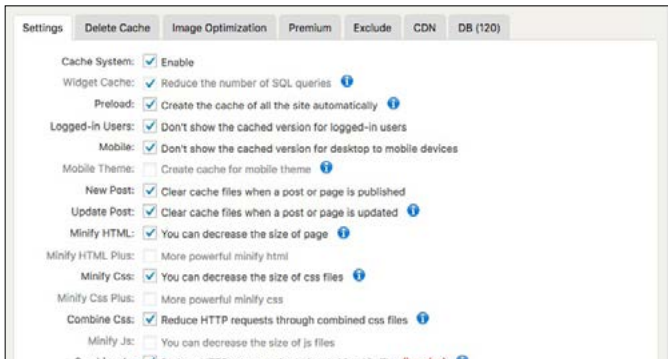 Settings Delete Cache Image Optimization Premium Exclude CDN DB (120)
Cache System: Enable
Widget Cache: Reduce the number of SQL queries
Preload: Create the cache of all the site automatically
Logged-in Users: Don't show the cached version for logged-in users
Mobile: Don't show the cached version for desktop to mobile devices
Mobile Theme: Create cache for mobile theme
New Post: Clear cache files when a post or page is published
Update Post: Clear cache files when a post or page is updated
Minify HTML: You can decrease the size of page
Minify HTML Plus: More powerful minify html
Minify Css: You can decrease the size of css files
Minify Css Plus: More powerful minify css
Combine Css: Reduce HTTP requests through combined css files
Minify Js: You can decrease the size of js files